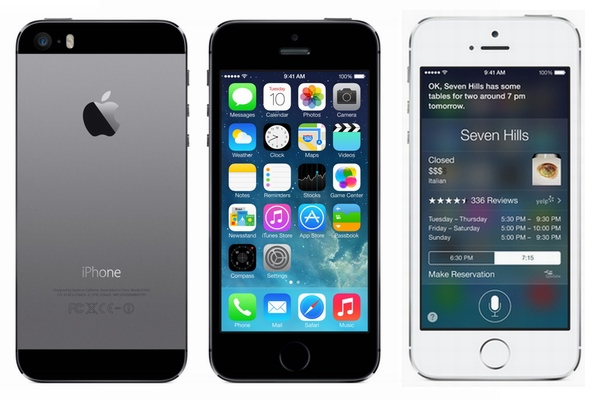 iPhone
9:41 AM 100%
Tuesday
10
Messages Calendar Photos Camera
Weather Clock Maps Videos
Notes Reminders Stocks Game Center
Newsstand iTunes Store App Store Passbook
Compass Settings
Phone Mail Safari Music
9:41 AM 100%
OK, Seven Hills has some
tables for two around 7 pm
tomorrow.
Seven Hills
Closed
$$$
Italian
336 Reviews yelp
Tuesday – Thursday 5:30 PM – 9:30 PM
Friday – Saturday 5:00 PM – 10:00 PM
Sunday 5:00 PM – 9:30 PM
6:30 PM 7:15
Make Reservation
?